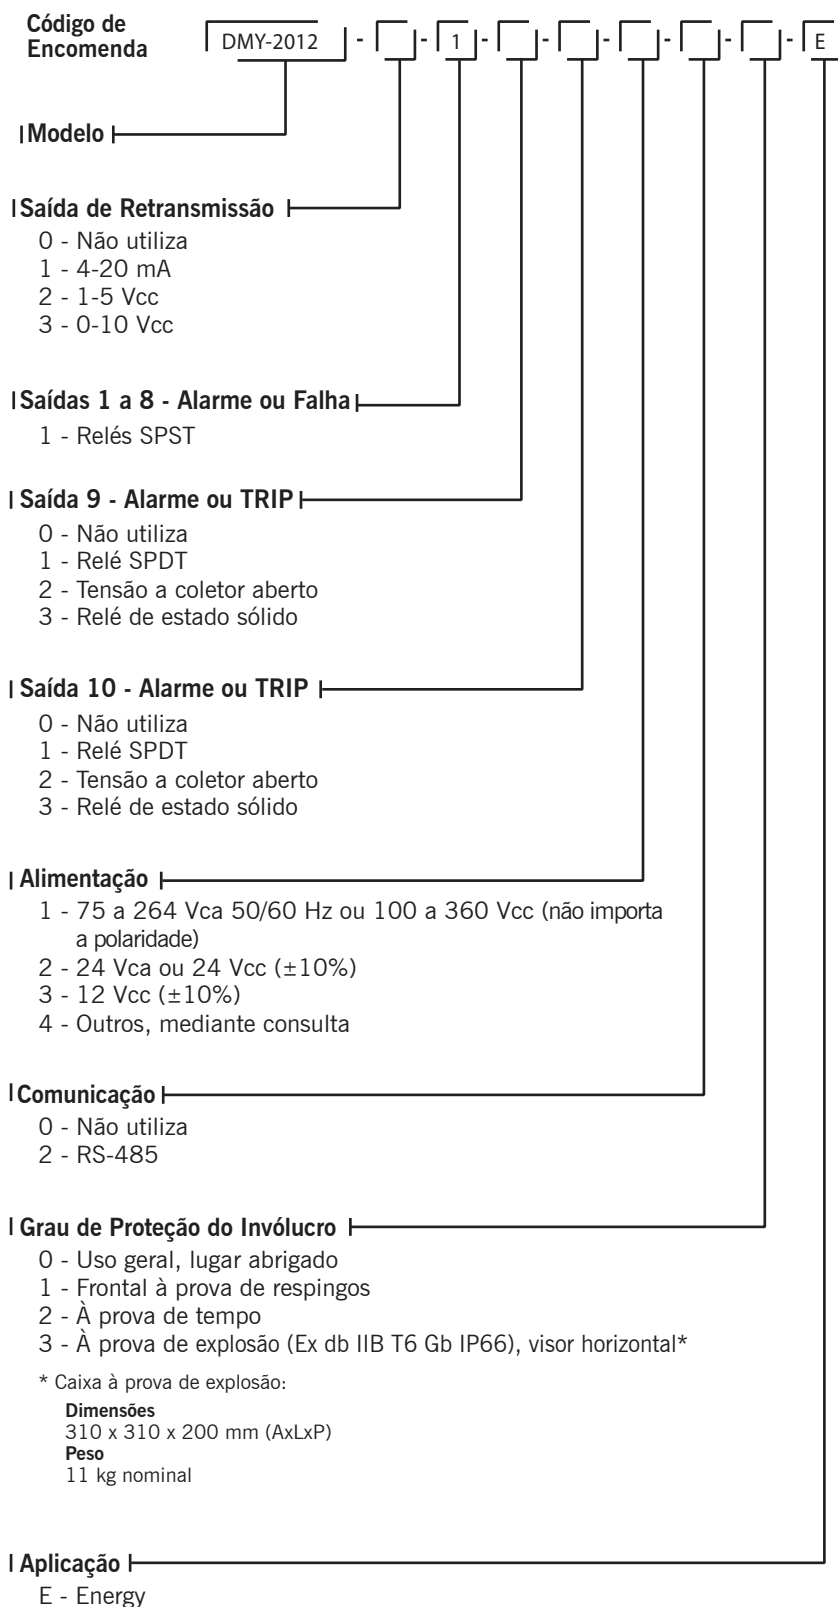 Código de
Encomenda
DMY-2012 - - 1 - - - - - - E
Modelo
Saída de Retransmissão
0 - Não utiliza
1 - 4-20 mA
2 - 1-5 Vcc
3 - 0-10 Vcc
Saídas 1 a 8 - Alarme ou Falha
1 - Relés SPST
Saída 9 - Alarme ou TRIP
0 - Não utiliza
1 - Relé SPDT
2 - Tensão a coletor aberto
3 - Relé de estado sólido
Saída 10 - Alarme ou TRIP
0 - Não utiliza
1 - Relé SPDT
2 - Tensão a coletor aberto
3 - Relé de estado sólido
Alimentação
1 - 75 a 264 Vca 50/60 Hz ou 100 a 360 Vcc (não importa
a polaridade)
2 - 24 Vca ou 24 Vcc (±10%)
3 - 12 Vcc (±10%)
4 - Outros, mediante consulta
Comunicação
0 - Não utiliza
2 - RS-485
Grau de Proteção do Invólucro
0 - Uso geral, lugar abrigado
1 - Frontal à prova de respingos
2 - À prova de tempo
3 - À prova de explosão (Ex db IIB T6 Gb IP66), visor horizontal*
* Caixa à prova de explosão:
Dimensões
310 x 310 x 200 mm (AxLxP)
Peso
11 kg nominal
Aplicação
E - Energy